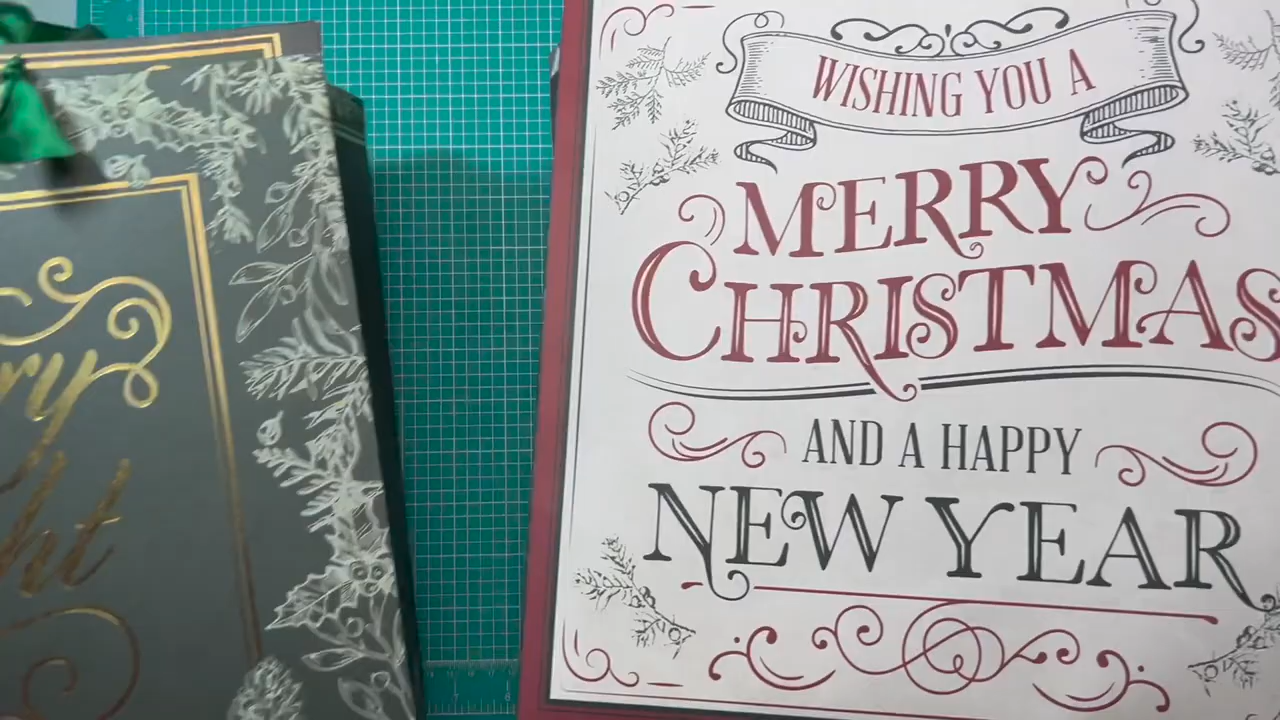 WISHING YOU A
MERRY
CHRISTMAS
AND A HAPPY
NEW YEAR